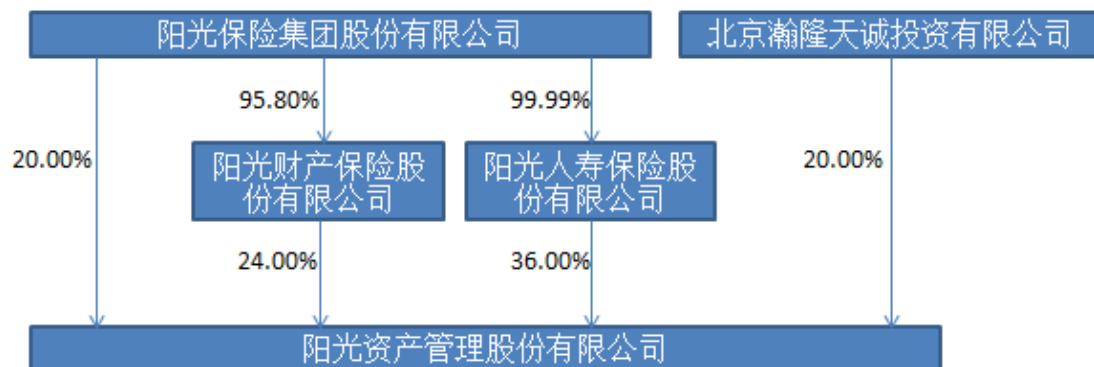 阳光保险集团股份有限公司
北京瀚隆天诚投资有限公司
95.80%
99.99%
20.00%
阳光财产保险股
份有限公司
阳光人寿保险股
份有限公司
20.00%
24.00%
36.00%
阳光资产管理股份有限公司